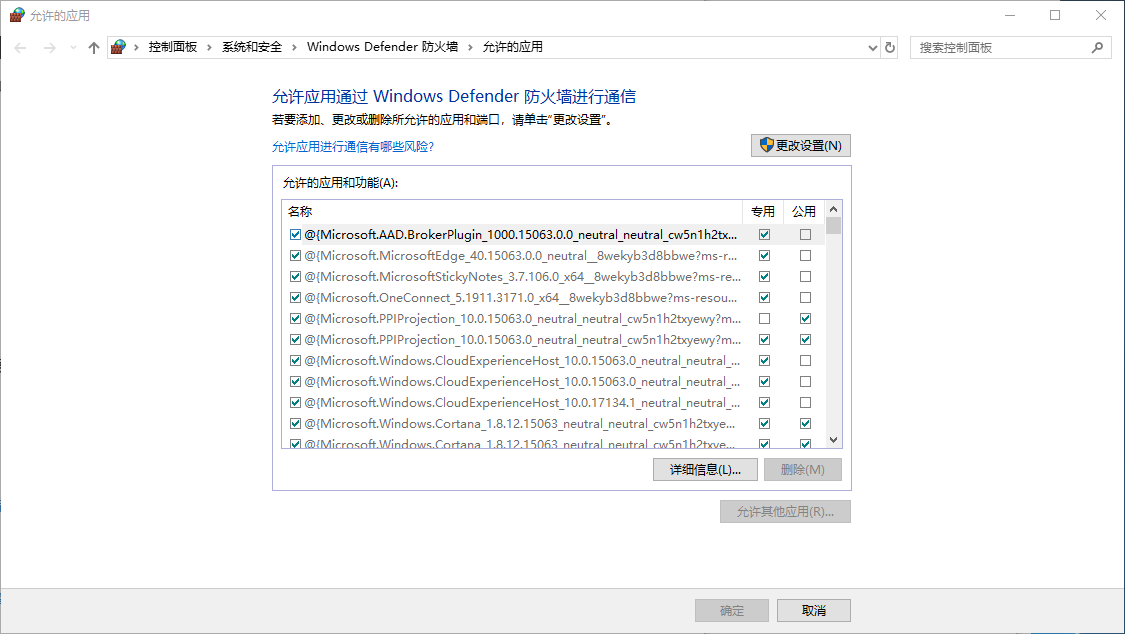 允许的应用
控制面板 › 系统和安全 › Windows Defender 防火墙 › 允许的应用
搜索控制面板
允许应用通过 Windows Defender 防火墙进行通信
若要添加、更改或删除所允许的应用和端口，请单击“更改设置”。
允许应用进行通信有哪些风险?
更改设置(N)
允许的应用和功能(A):
名称 专用 公用
@{Microsoft.AAD.BrokerPlugin_1000.15063.0.0_neutral_neutral_cw5n1h2tx...
@{Microsoft.MicrosoftEdge_40.15063.0.0_neutral__8wekyb3d8bbwe?ms-r...
@{Microsoft.MicrosoftStickyNotes_3.7.106.0_x64__8wekyb3d8bbwe?ms-re...
@{Microsoft.OneConnect_5.1911.3171.0_x64__8wekyb3d8bbwe?ms-resou...
@{Microsoft.PPIProjection_10.0.15063.0_neutral_neutral_cw5n1h2txyewy?m...
@{Microsoft.PPIProjection_10.0.15063.0_neutral_neutral_cw5n1h2txyewy?m...
@{Microsoft.Windows.CloudExperienceHost_10.0.15063.0_neutral_neutral_...
@{Microsoft.Windows.CloudExperienceHost_10.0.15063.0_neutral_neutral_...
@{Microsoft.Windows.CloudExperienceHost_10.0.17134.1_neutral_neutral_...
@{Microsoft.Windows.Cortana_1.8.12.15063_neutral_neutral_cw5n1h2txye...
@{Microsoft.Windows.Cortana_1.8.12.15063_neutral_neutral_cw5n1h2txye...
详细信息(L)... 删除(M)
允许其他应用(R)...
确定 取消